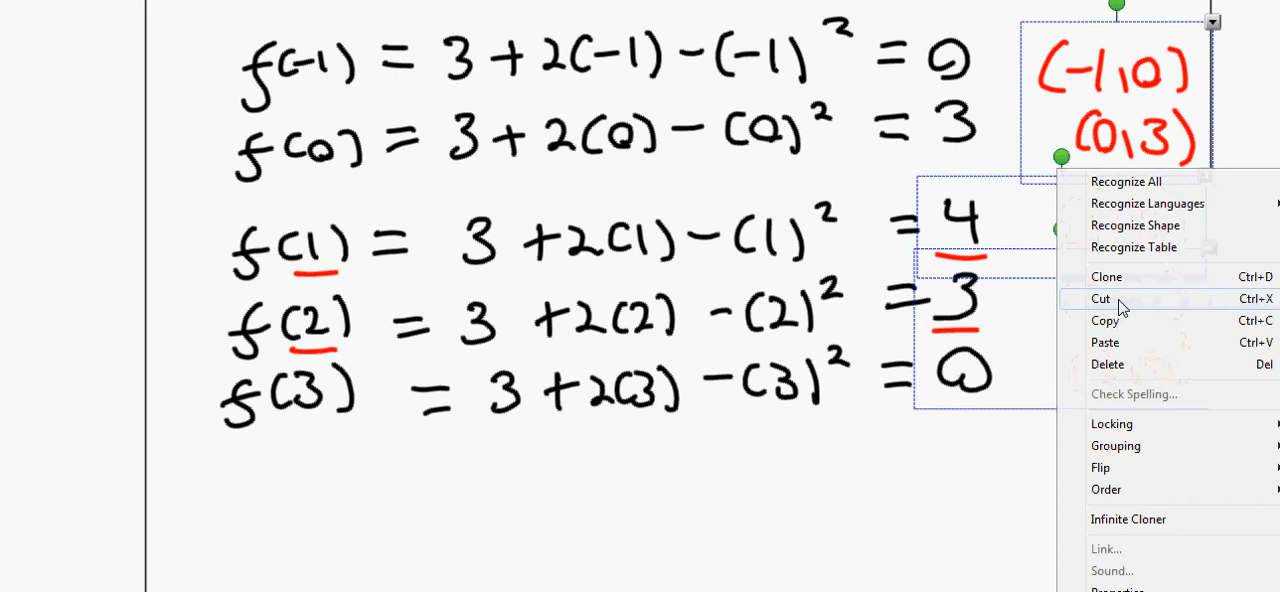 f(-1) = 3 + 2(-1) - (-1)² = 0
(-1,0)
f(0) = 3 + 2(0) - (0)² = 3
(0,3)
f(1) = 3 + 2(1) - (1)² = 4
f(2) = 3 + 2(2) - (2)² = 3
f(3) = 3 + 2(3) - (3)² = 0
Recognize All
Recognize Languages
Recognize Shape
Recognize Table
Clone Ctrl+D
Cut Ctrl+X
Copy Ctrl+C
Paste Ctrl+V
Delete Del
Check Spelling...
Locking
Grouping
Flip
Order
Infinite Cloner
Link...
Sound...